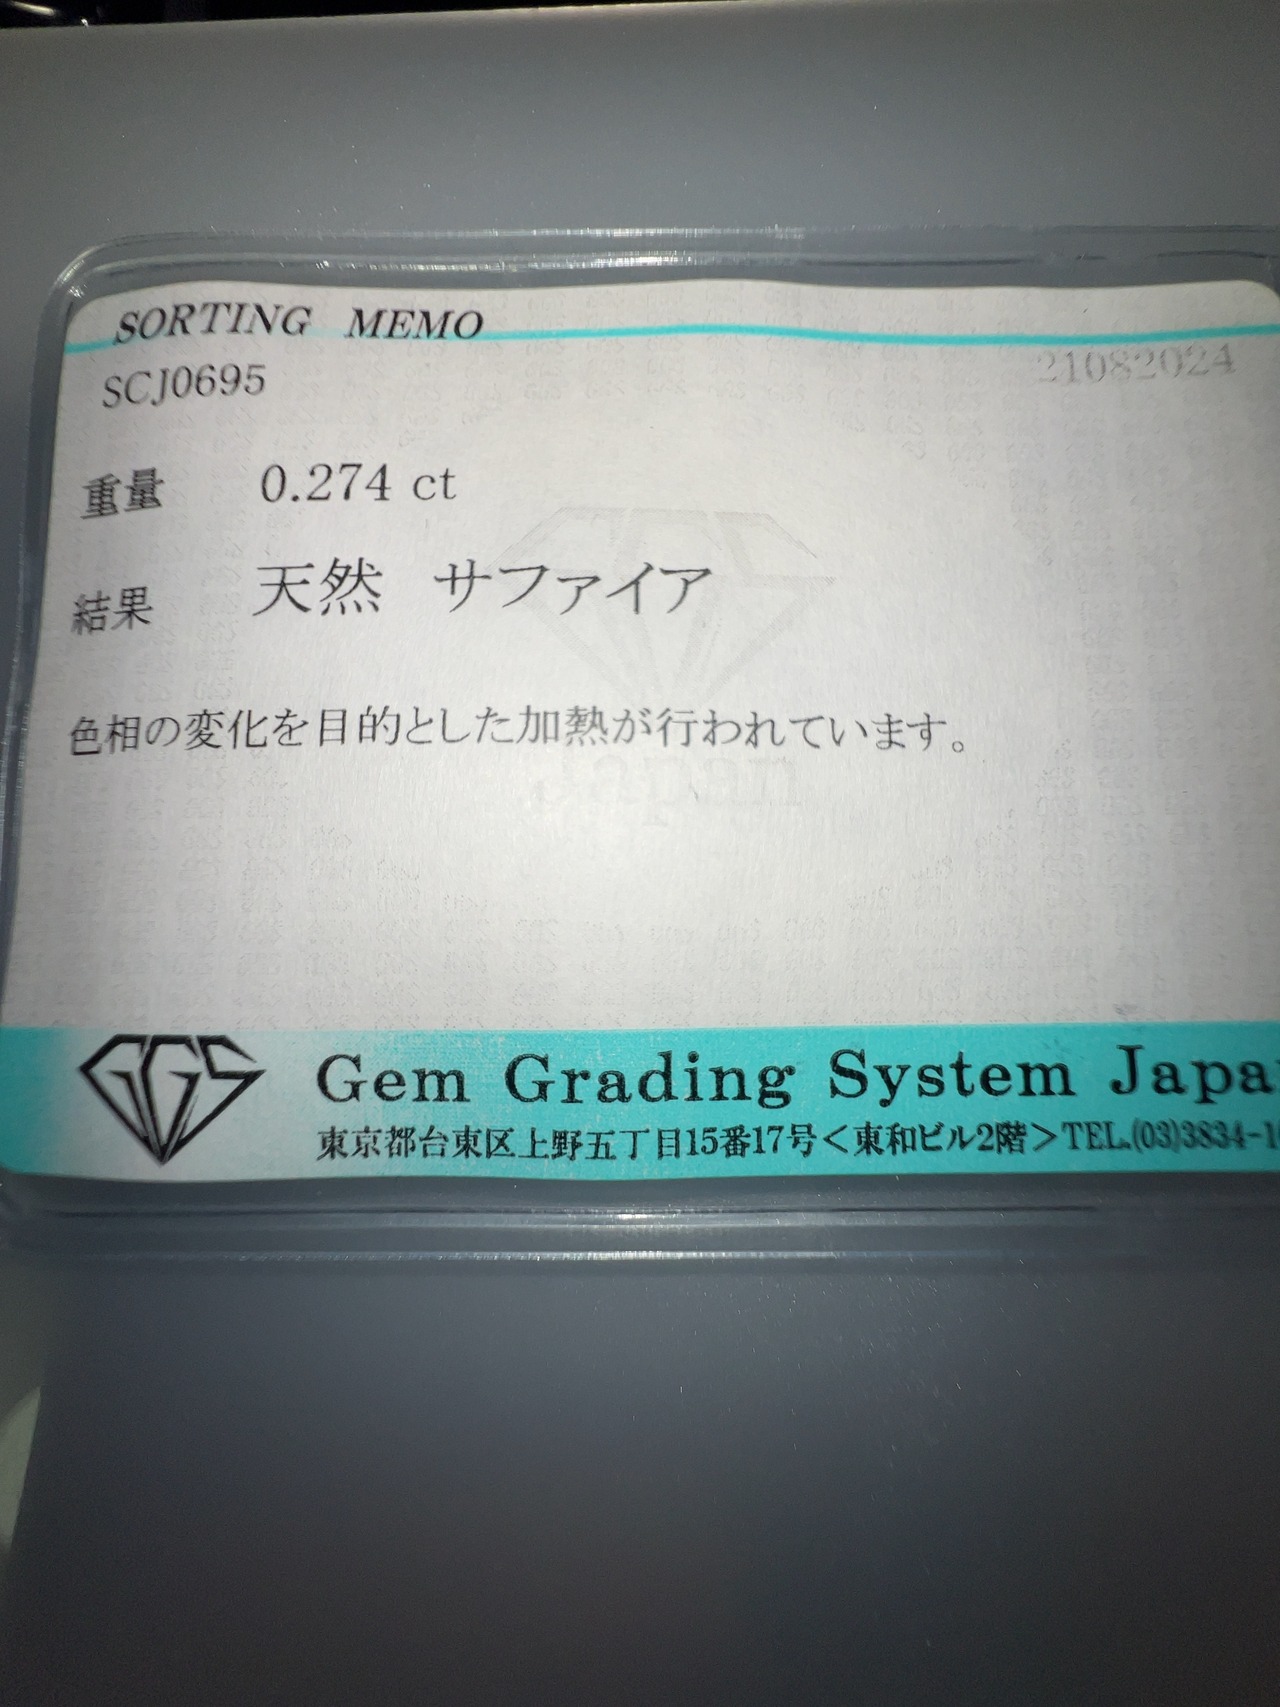 SORTING MEMO
SCJ0695 21082024
重量 0.274 ct
結果 天然 サファイア
色相の変化を目的とした加熱が行われています。
GGS Gem Grading System Japa
東京都台東区上野五丁目15番17号＜東和ビル2階＞TEL.(03)3834-1